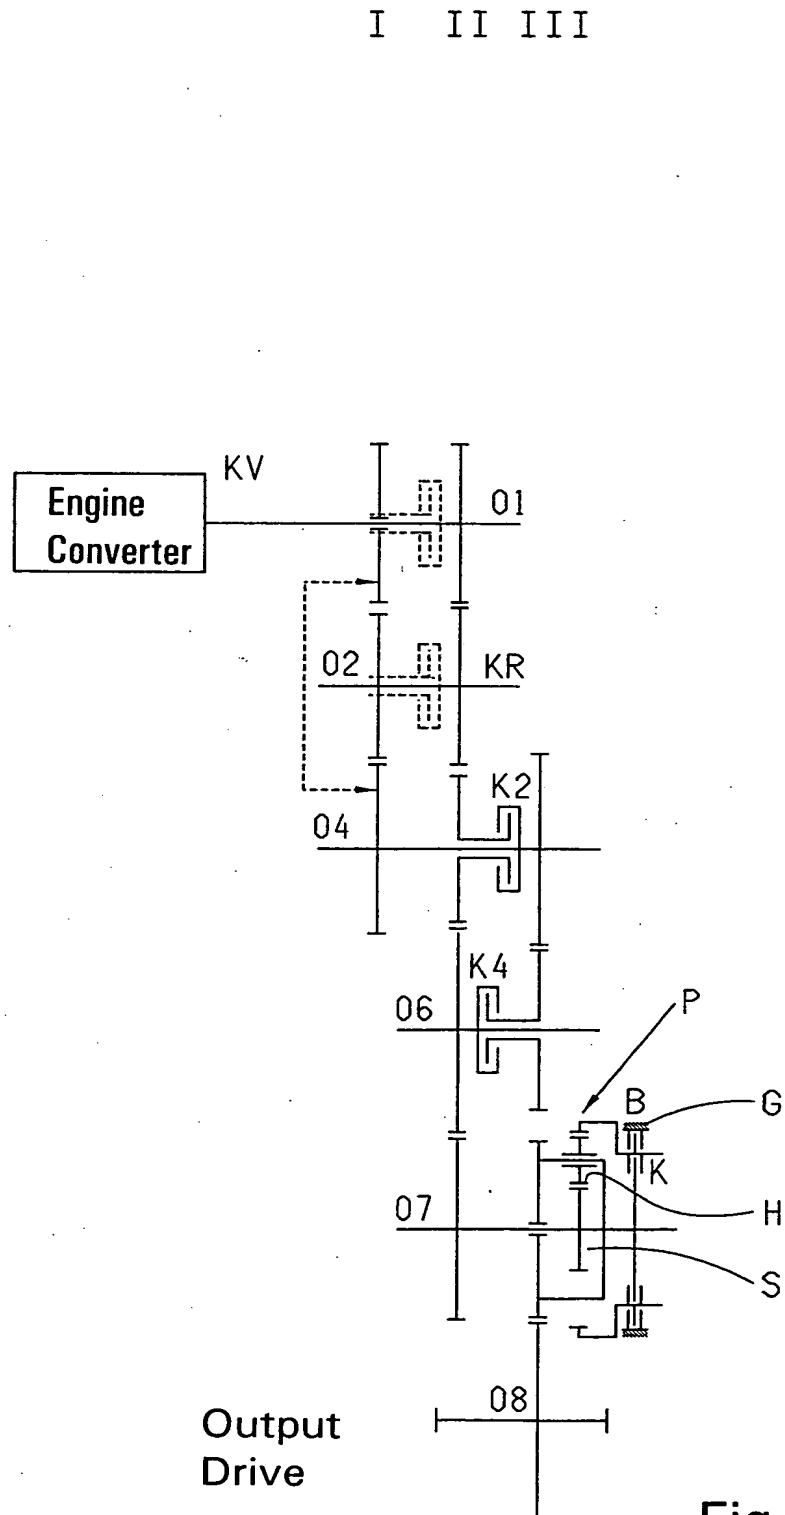 I II III
KV
Engine
Converter
01
02
KR
K2
04
K4
06
P
B
G
K
07
H
S
08
Output
Drive
Fig